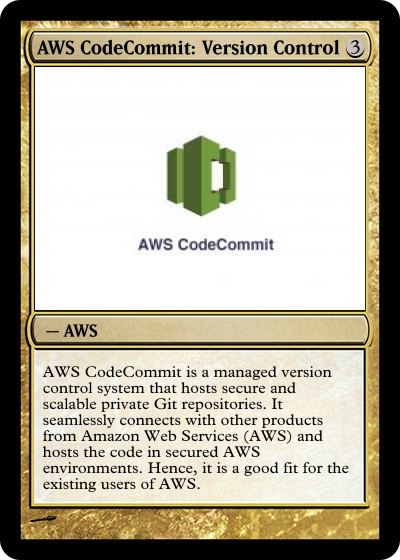 AWS CodeCommit: Version Control 3
AWS CodeCommit
— AWS
AWS CodeCommit is a managed version
control system that hosts secure and
scalable private Git repositories. It
seamlessly connects with other products
from Amazon Web Services (AWS) and
hosts the code in secured AWS
environments. Hence, it is a good fit for the
existing users of AWS.